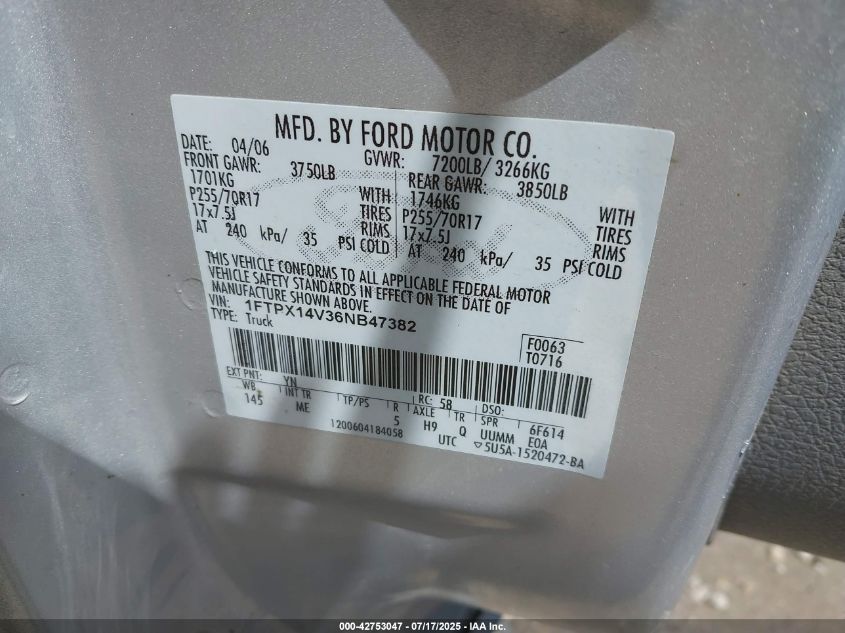 MFD. BY FORD MOTOR CO.
DATE: 04/06 GVWR: 7200LB/ 3266KG
FRONT GAWR: 3750LB REAR GAWR: 3850LB
1701KG WITH 1746KG WITH
P255/70R17 TIRES P255/70R17 TIRES
17x7.5J RIMS 17x7.5J RIMS
AT 240 kPa/ 35 PSI COLD AT 240 kPa/ 35 PSI COLD
THIS VEHICLE CONFORMS TO ALL APPLICABLE FEDERAL MOTOR
VEHICLE SAFETY STANDARDS IN EFFECT ON THE DATE OF
MANUFACTURE SHOWN ABOVE.
VIN: 1FTPX14V36NB47382
TYPE: Truck
F0063
T0716
EXT PNT: YN RC: 58 DSO:
WB INT TR TP/PS R AXLE TR SPR 6F614
145 ME 5 H9 Q UUMM E0A
1200604184058 UTC ▽5U5A-1520472-BA
000-42753047 - 07/17/2025 - IAA Inc.